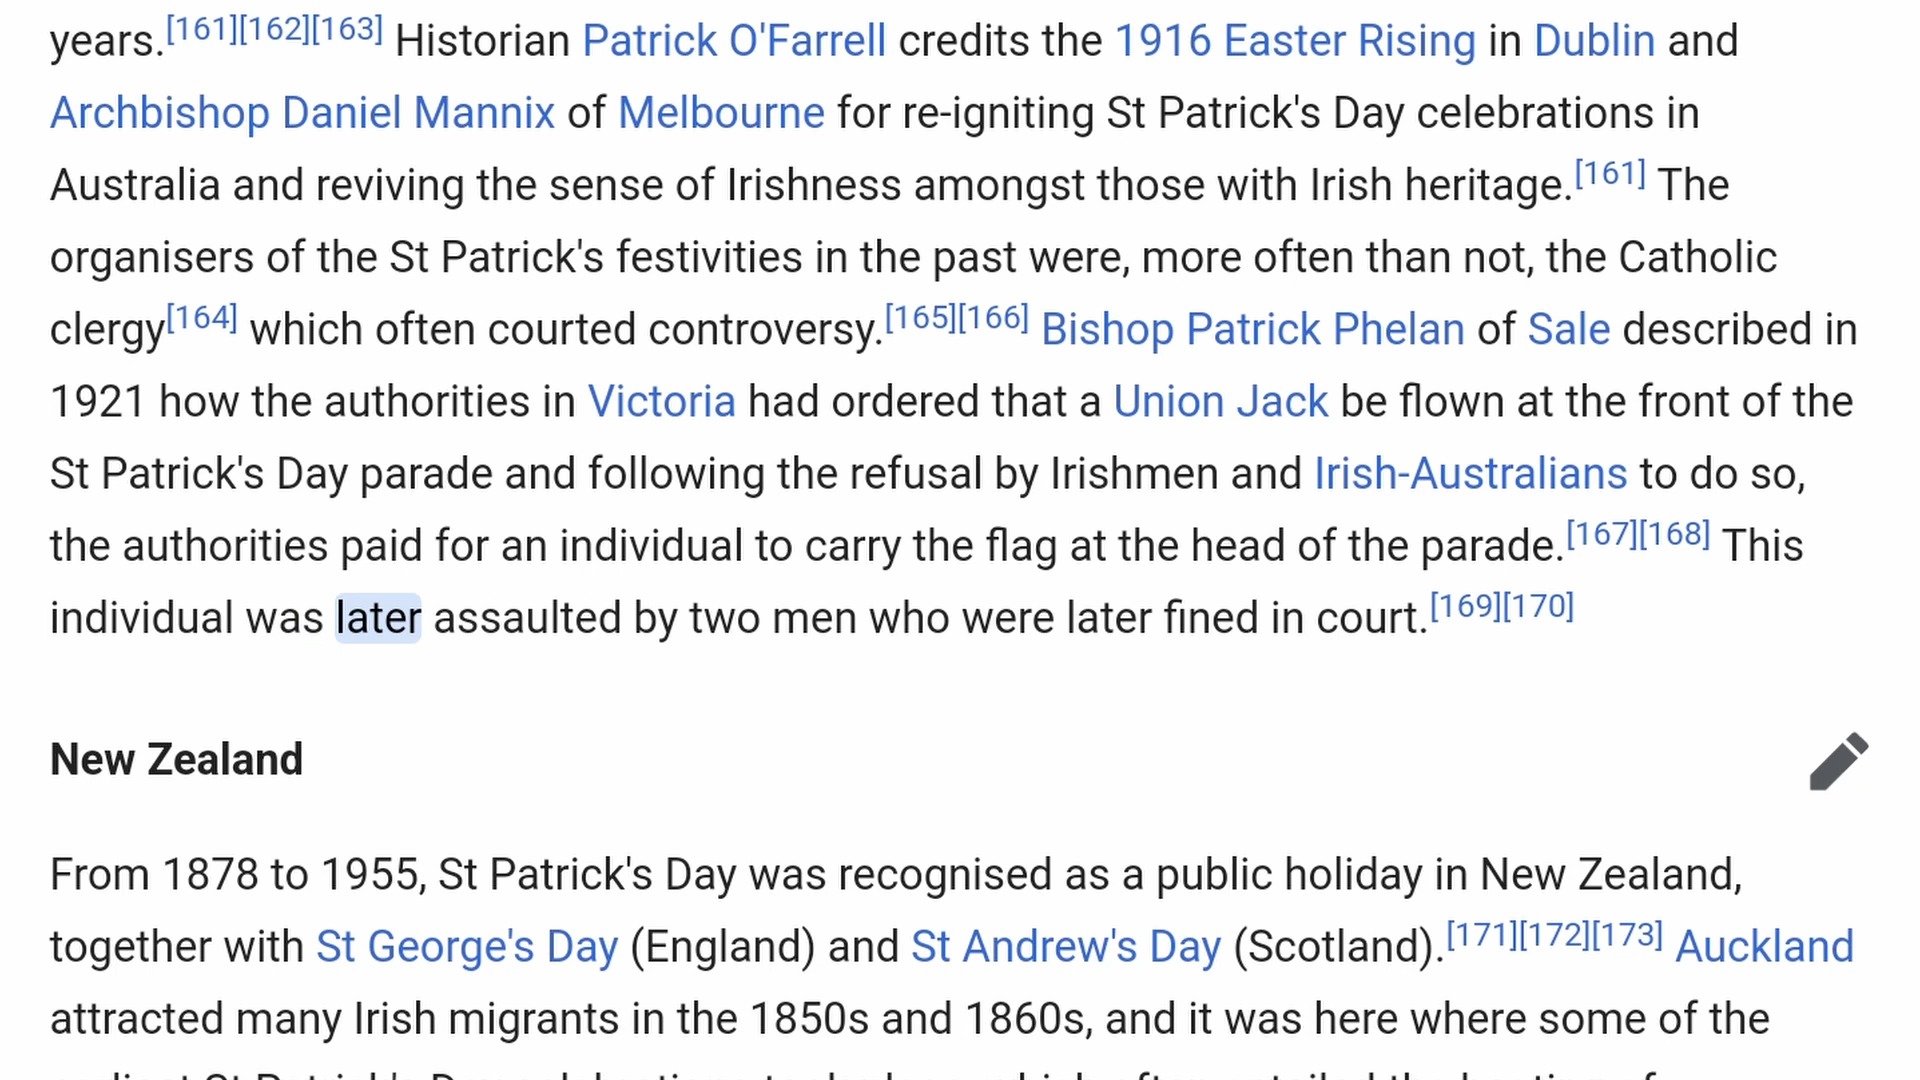 years.[161][162][163] Historian Patrick O'Farrell credits the 1916 Easter Rising in Dublin and
Archbishop Daniel Mannix of Melbourne for re-igniting St Patrick's Day celebrations in
Australia and reviving the sense of Irishness amongst those with Irish heritage.[161] The
organisers of the St Patrick's festivities in the past were, more often than not, the Catholic
clergy[164] which often courted controversy.[165][166] Bishop Patrick Phelan of Sale described in
1921 how the authorities in Victoria had ordered that a Union Jack be flown at the front of the
St Patrick's Day parade and following the refusal by Irishmen and Irish-Australians to do so,
the authorities paid for an individual to carry the flag at the head of the parade.[167][168] This
individual was later assaulted by two men who were later fined in court.[169][170]
New Zealand
From 1878 to 1955, St Patrick's Day was recognised as a public holiday in New Zealand,
together with St George's Day (England) and St Andrew's Day (Scotland).[171][172][173] Auckland
attracted many Irish migrants in the 1850s and 1860s, and it was here where some of the